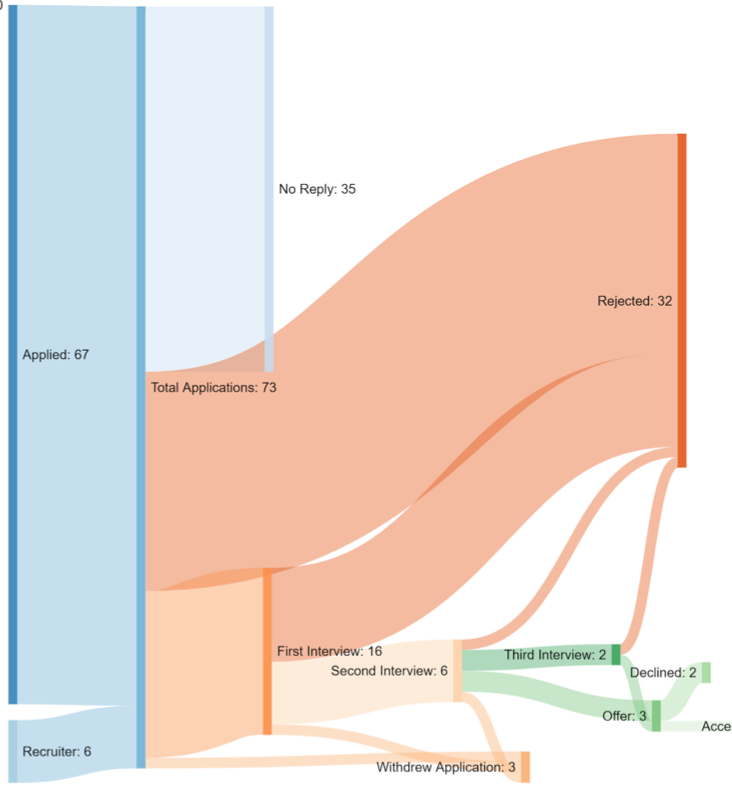 No Reply: 35
Rejected: 32
Applied: 67
Total Applications: 73
First Interview: 16
Third Interview: 2
Second Interview: 6
Declined: 2
Offer: 3
Acce
Recruiter: 6
Withdrew Application: 3